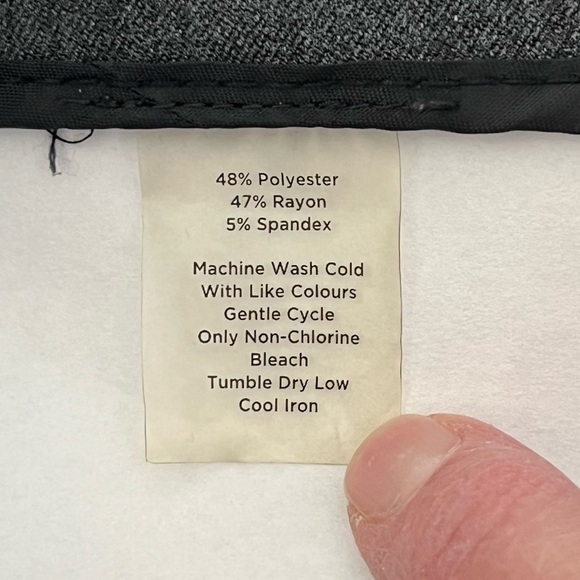 48% Polyester
47% Rayon
5% Spandex
Machine Wash Cold
With Like Colours
Gentle Cycle
Only Non-Chlorine
Bleach
Tumble Dry Low
Cool Iron